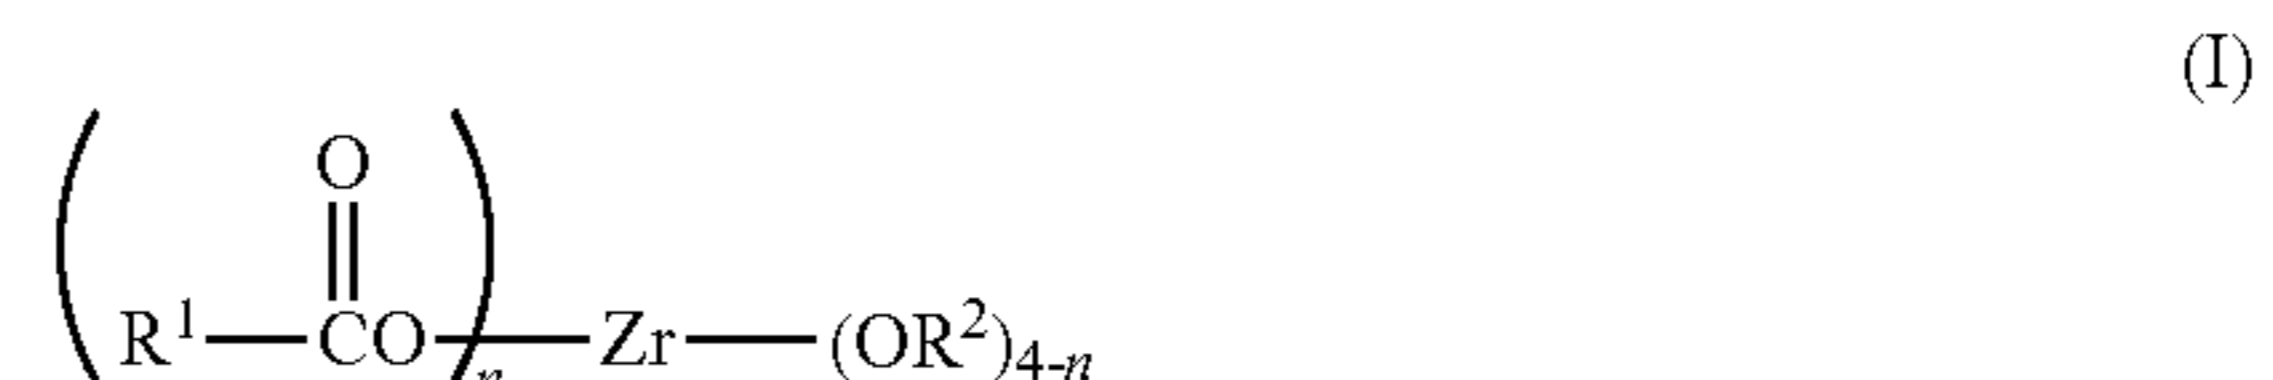 (I)
O
( R¹—CO )n—Zr—(OR²)4-n